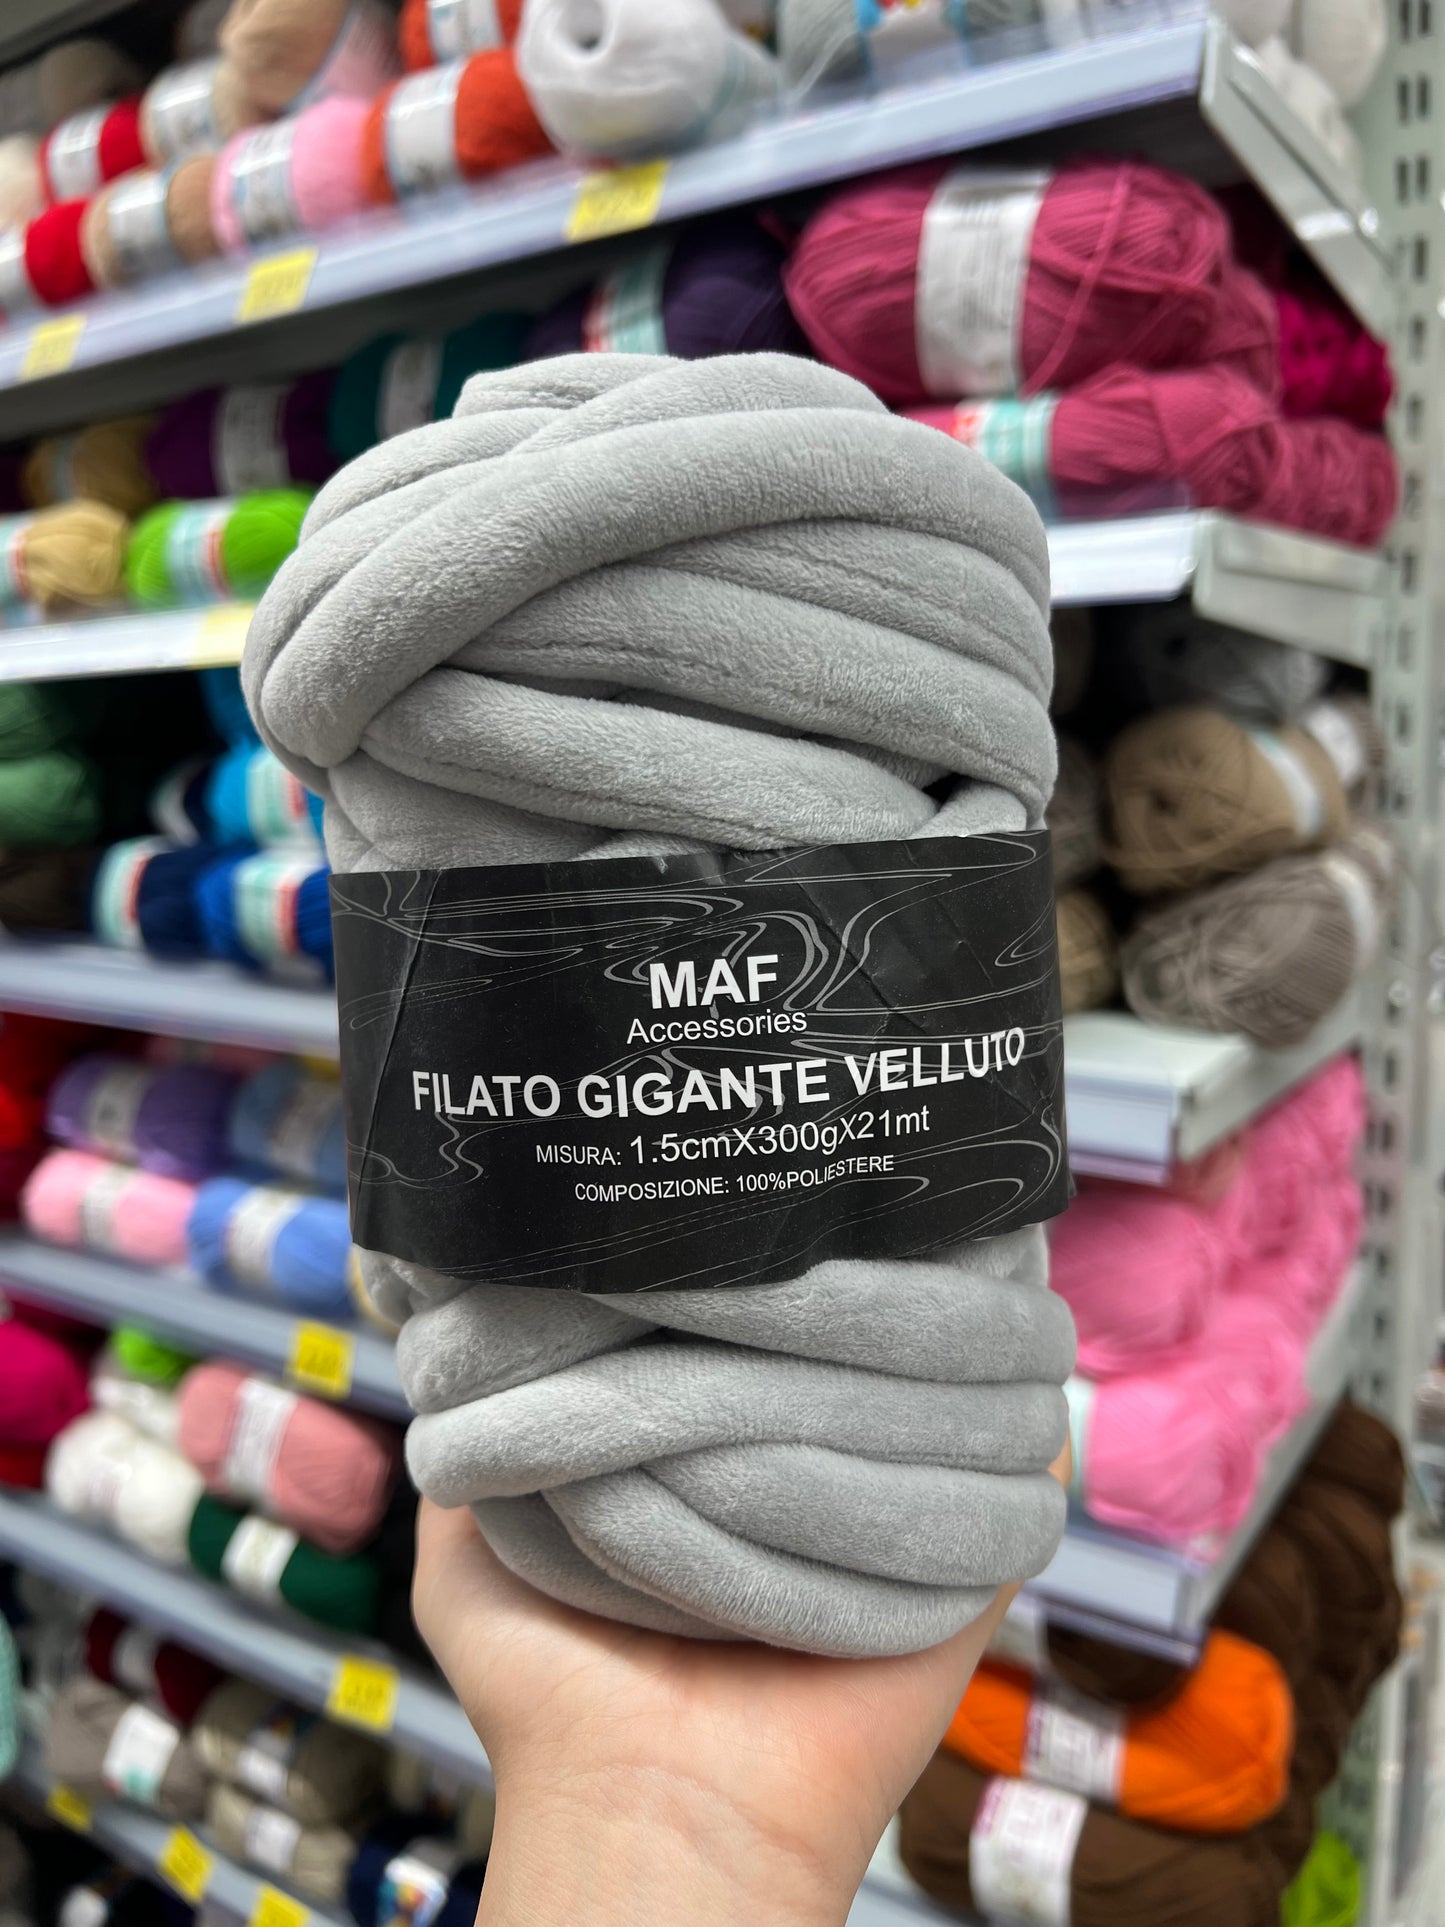 MAF
Accessories
FILATO GIGANTE VELLUTO
MISURA: 1.5cmX300gX21mt
COMPOSIZIONE: 100%POLIESTERE